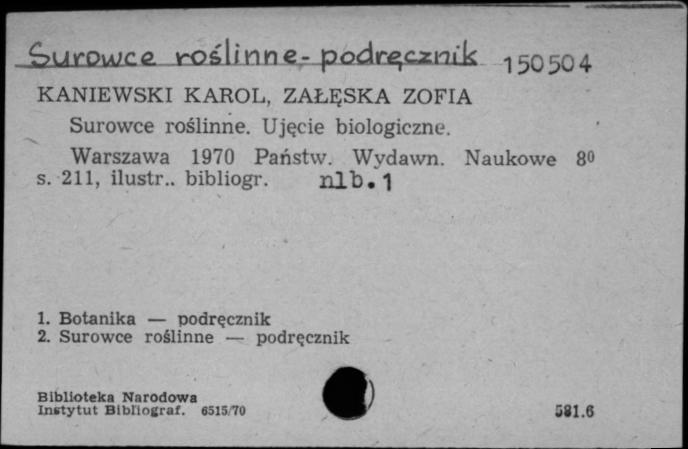 Surowce roślinne - podręcznik 150504
KANIEWSKI KAROL, ZAŁĘSKA ZOFIA
Surowce roślinne. Ujęcie biologiczne.
Warszawa 1970 Państw. Wydawn. Naukowe 8⁰
s. 211, ilustr.. bibliogr. nlb. 1
1. Botanika — podręcznik
2. Surowce roślinne — podręcznik
Biblioteka Narodowa
Instytut Bibliograf. 6515/70
581.6